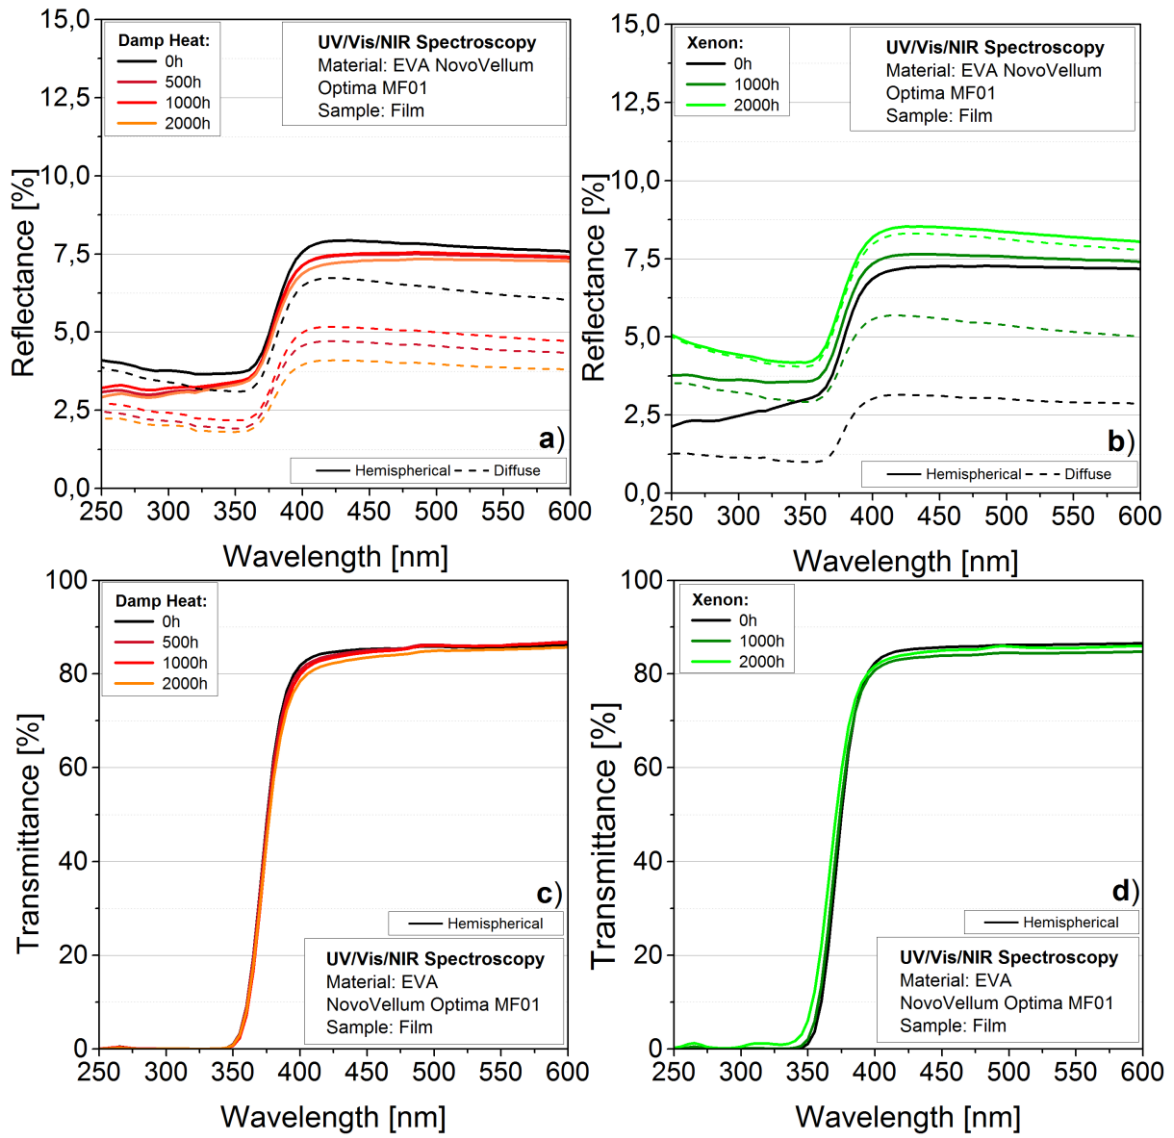 Damp Heat:
0h
500h
1000h
2000h
UV/Vis/NIR Spectroscopy
Material: EVA NovoVellum
Optima MF01
Sample: Film
15,0
12,5
10,0
7,5
5,0
2,5
0,0
Reflectance [%]
a)
Hemispherical
Diffuse
250 300 350 400 450 500 550 600
Wavelength [nm]
Xenon:
0h
1000h
2000h
UV/Vis/NIR Spectroscopy
Material: EVA NovoVellum
Optima MF01
Sample: Film
15,0
12,5
10,0
7,5
5,0
2,5
0,0
Reflectance [%]
b)
Hemispherical
Diffuse
250 300 350 400 450 500 550 600
Wavelength [nm]
Damp Heat:
0h
500h
1000h
2000h
100
80
60
40
20
0
Transmittance [%]
c)
Hemispherical
UV/Vis/NIR Spectroscopy
Material: EVA
NovoVellum Optima MF01
Sample: Film
250 300 350 400 450 500 550 600
Wavelength [nm]
Xenon:
0h
1000h
2000h
100
80
60
40
20
0
Transmittance [%]
d)
Hemispherical
UV/Vis/NIR Spectroscopy
Material: EVA
NovoVellum Optima MF01
Sample: Film
250 300 350 400 450 500 550 600
Wavelength [nm]